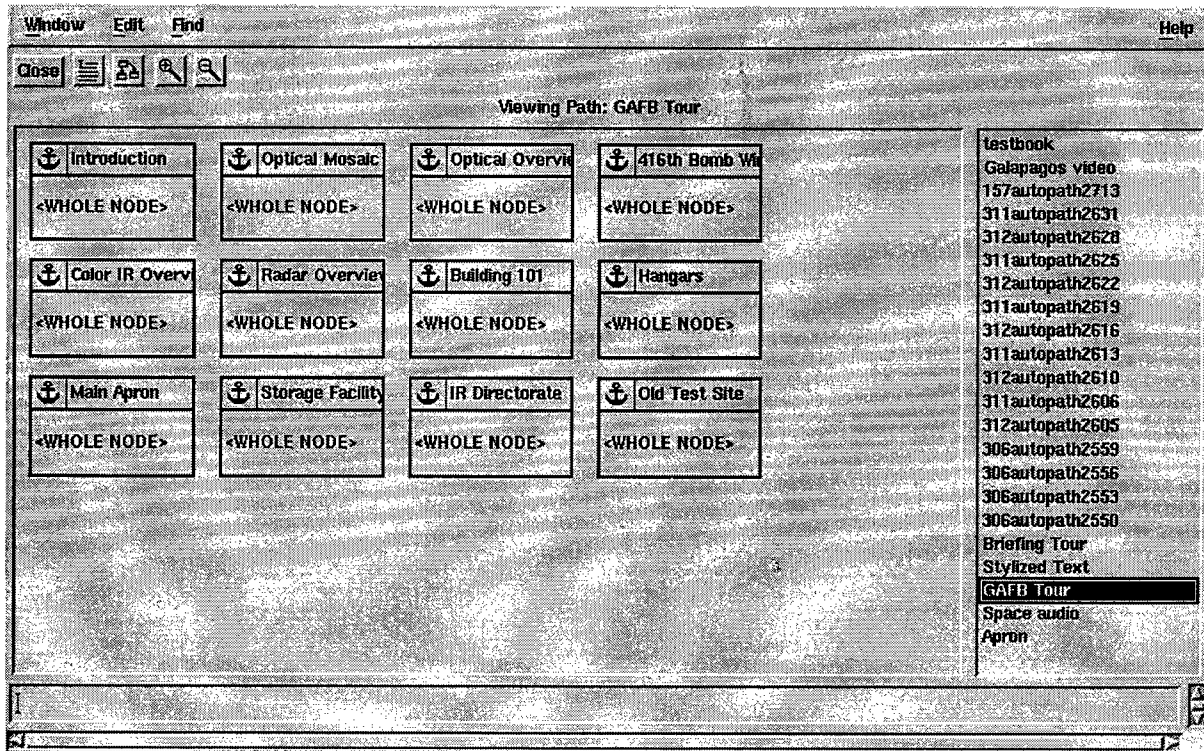 Window Edit Find Help
Close
Viewing Path: GAFB Tour
Introduction Optical Mosaic Optical Overvie 416th Bomb Wi
<WHOLE NODE> <WHOLE NODE> <WHOLE NODE> <WHOLE NODE>
Color IR Overvi Radar Overview Building 101 Hangars
<WHOLE NODE> <WHOLE NODE> <WHOLE NODE> <WHOLE NODE>
Main Apron Storage Facility IR Directorate Old Test Site
<WHOLE NODE> <WHOLE NODE> <WHOLE NODE> <WHOLE NODE>
testbook
Galapagos video
157autopath2713
311autopath2631
312autopath2628
311autopath2625
312autopath2622
311autopath2619
312autopath2616
311autopath2613
312autopath2610
311autopath2606
312autopath2605
306autopath2559
306autopath2556
306autopath2553
306autopath2550
Briefing Tour
Stylized Text
GAFB Tour
Space audio
Apron